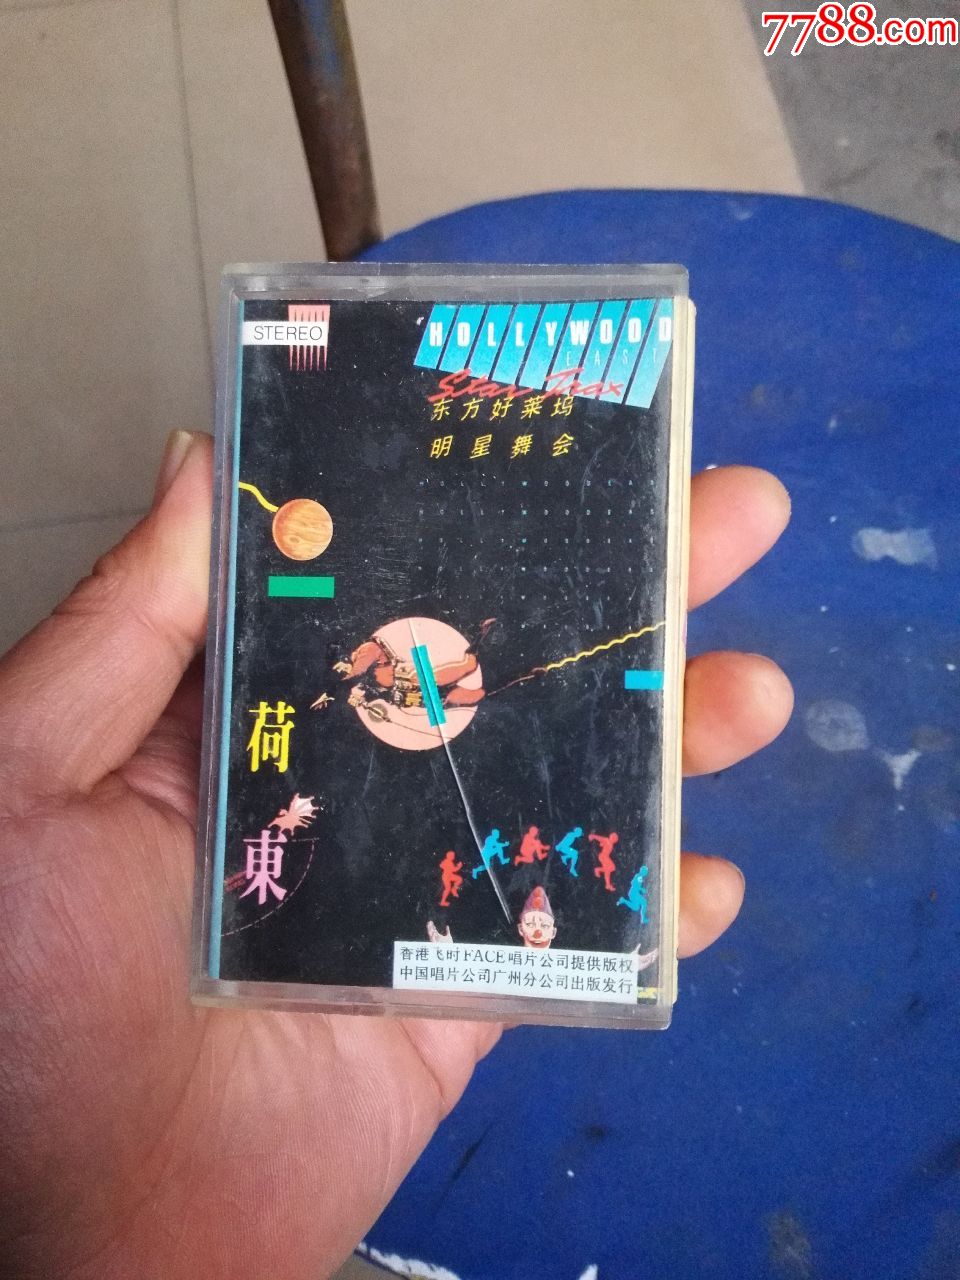 7788.com
STEREO
HOLLYWOOD
EAST
Star Trax
东方好莱坞
明星舞会
荷
東
香港飞时FACE唱片公司提供版权
中国唱片公司广州分公司出版发行